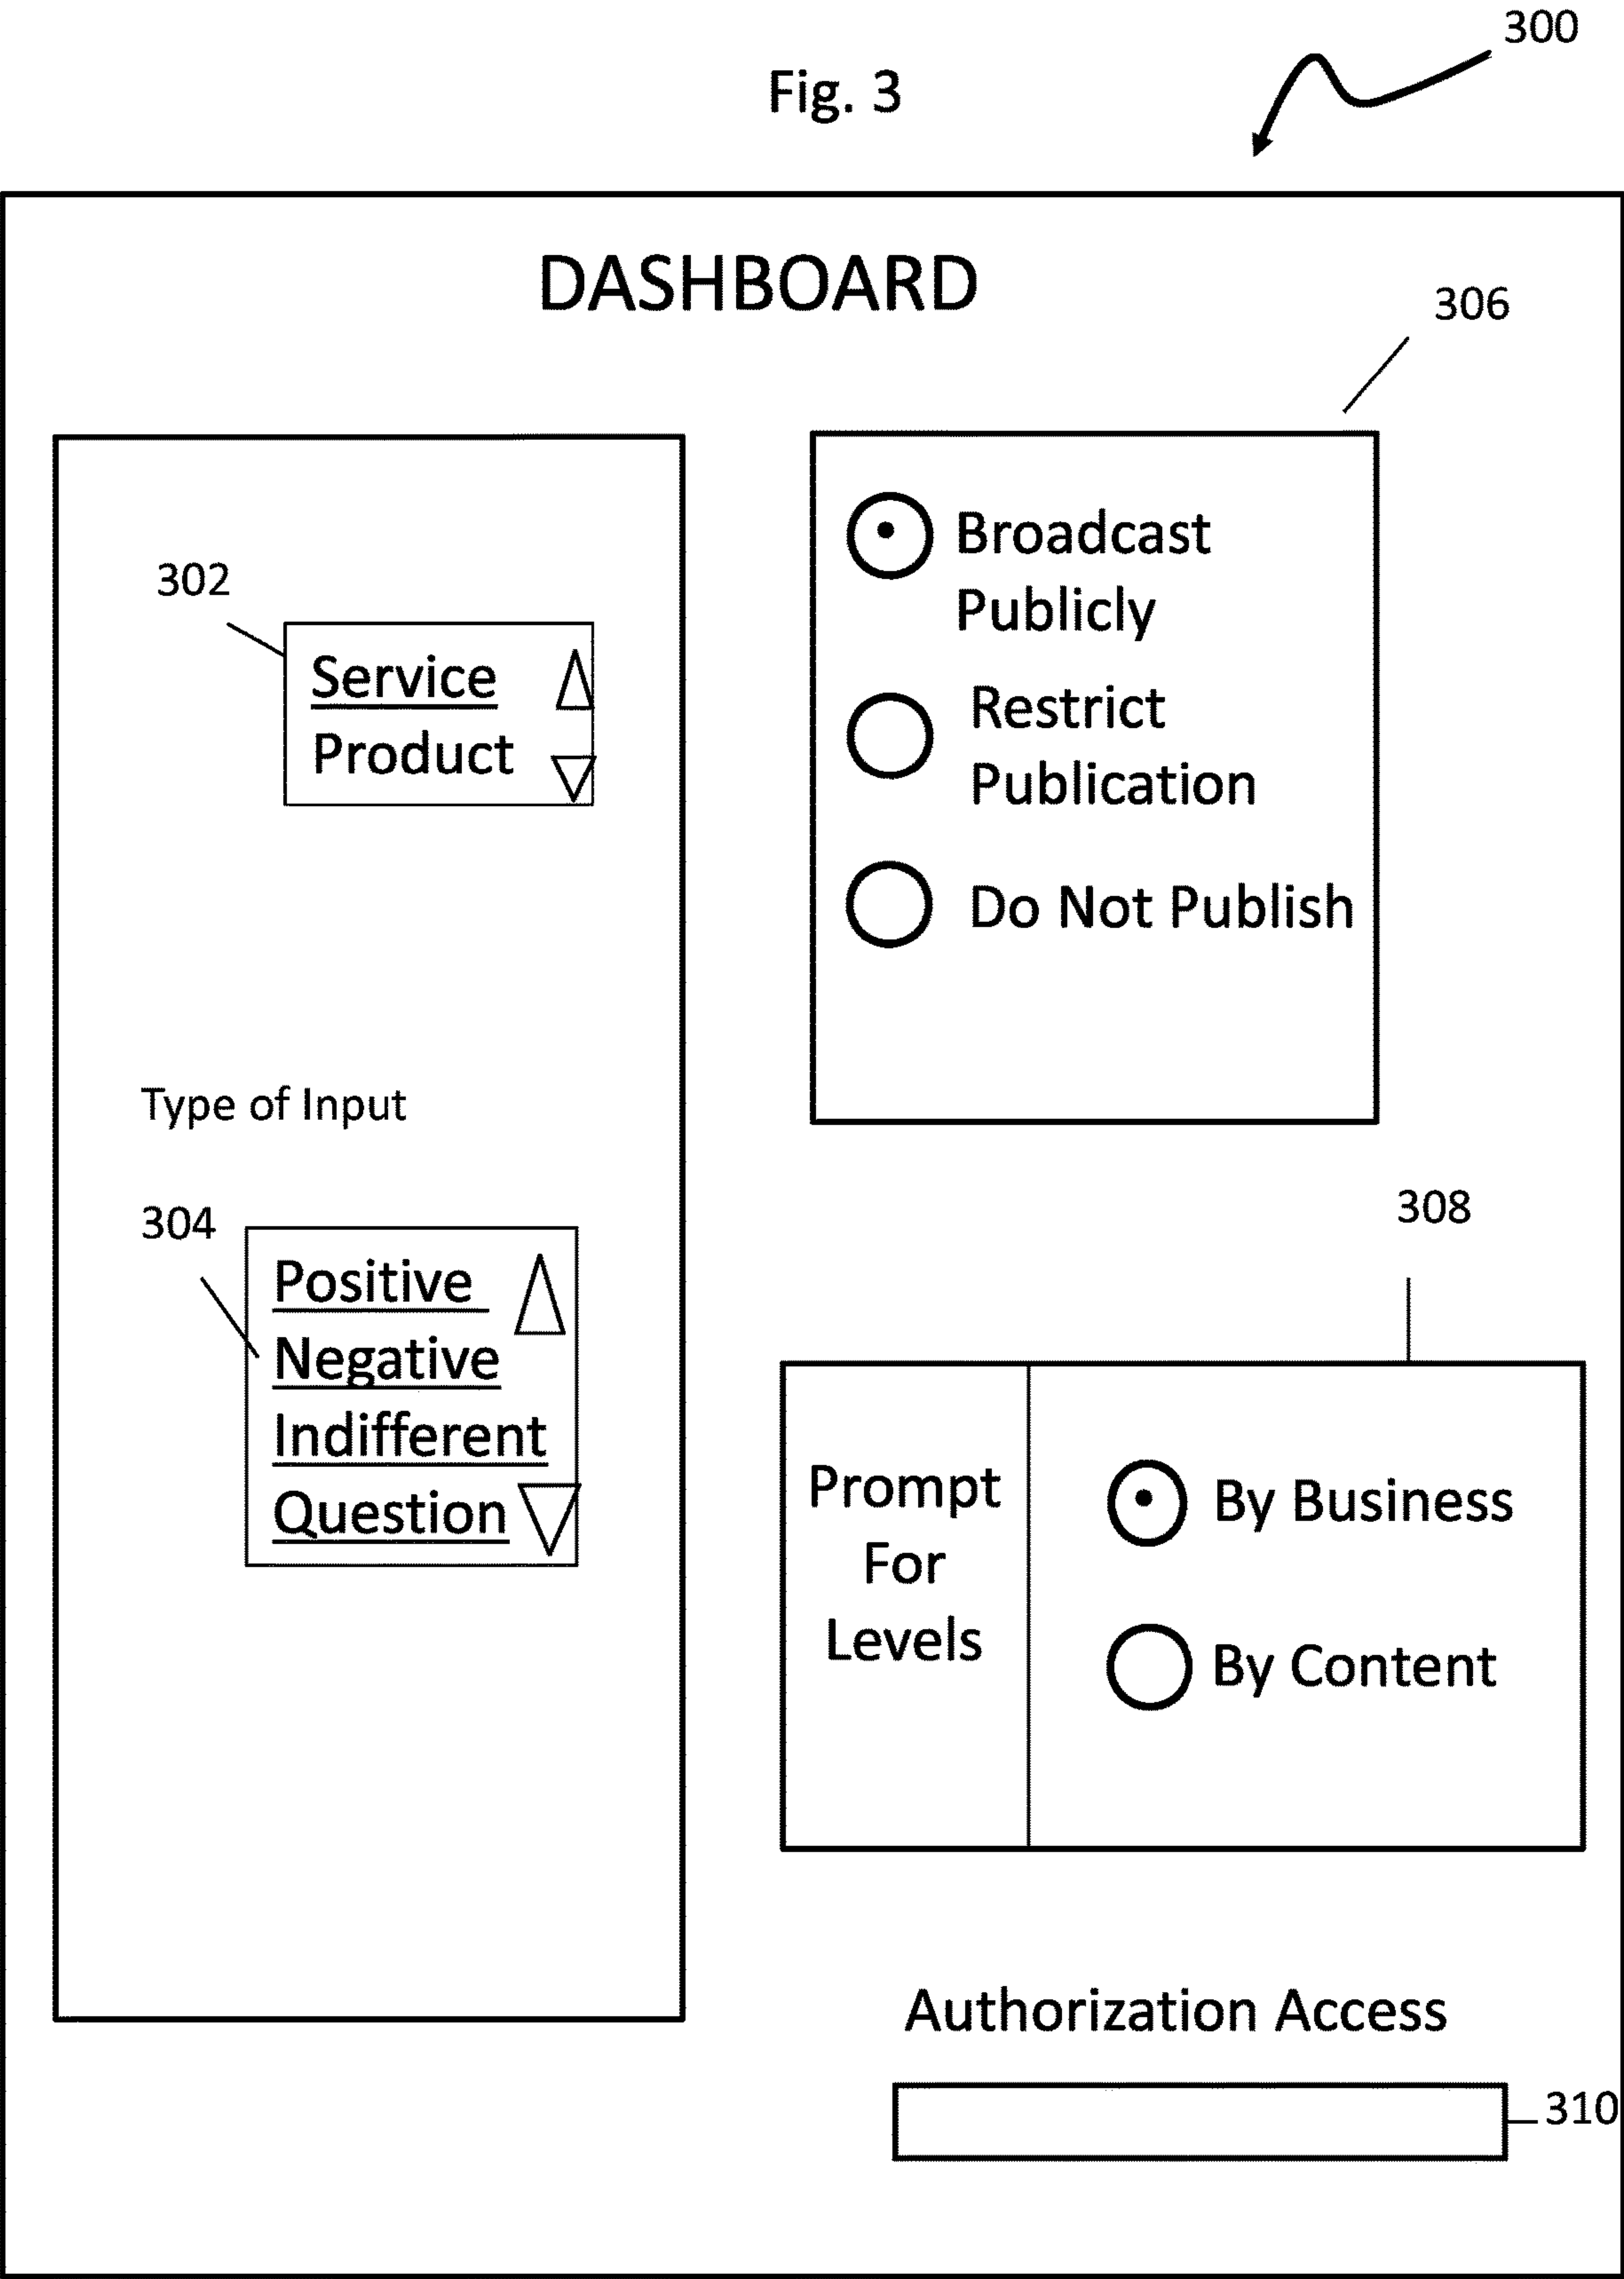 300
Fig. 3
DASHBOARD
306
302
Service
Product
Type of Input
304
Positive
Negative
Indifferent
Question
Broadcast
Publicly
Restrict
Publication
Do Not Publish
308
Prompt
For
Levels
By Business
By Content
Authorization Access
310